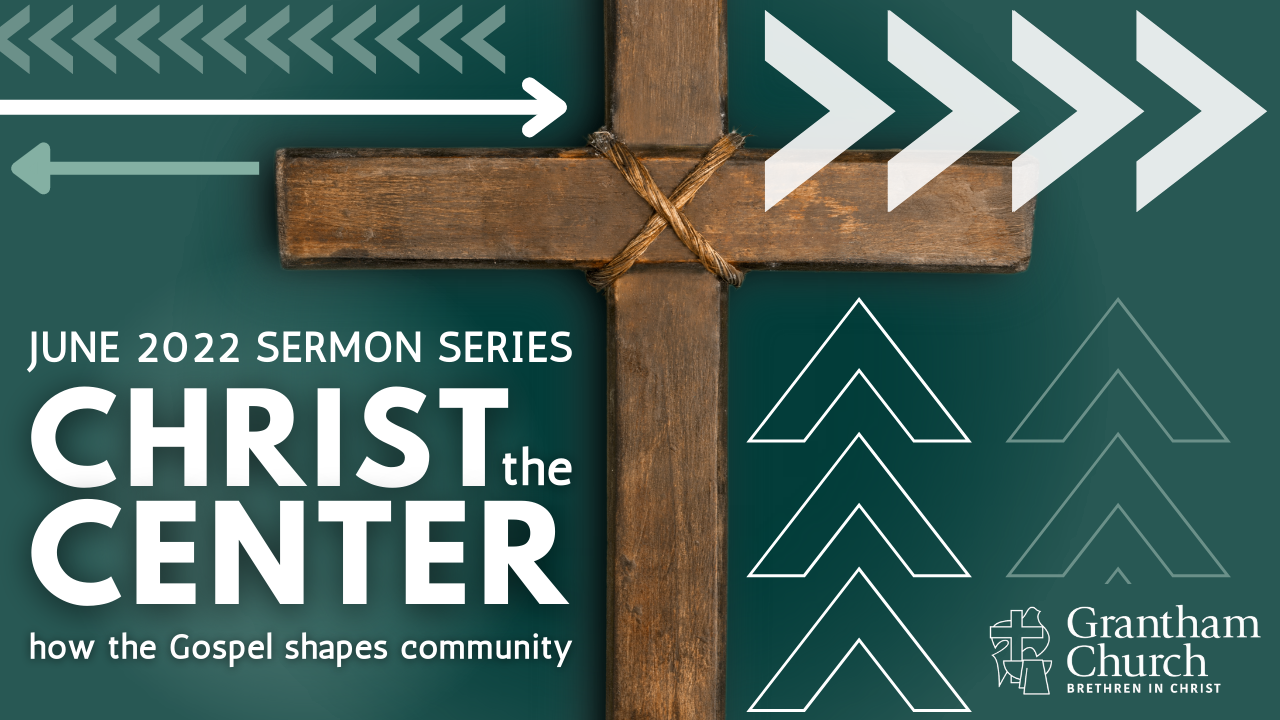 JUNE 2022 SERMON SERIES
CHRIST the
CENTER
how the Gospel shapes community
Grantham
Church
BRETHREN IN CHRIST